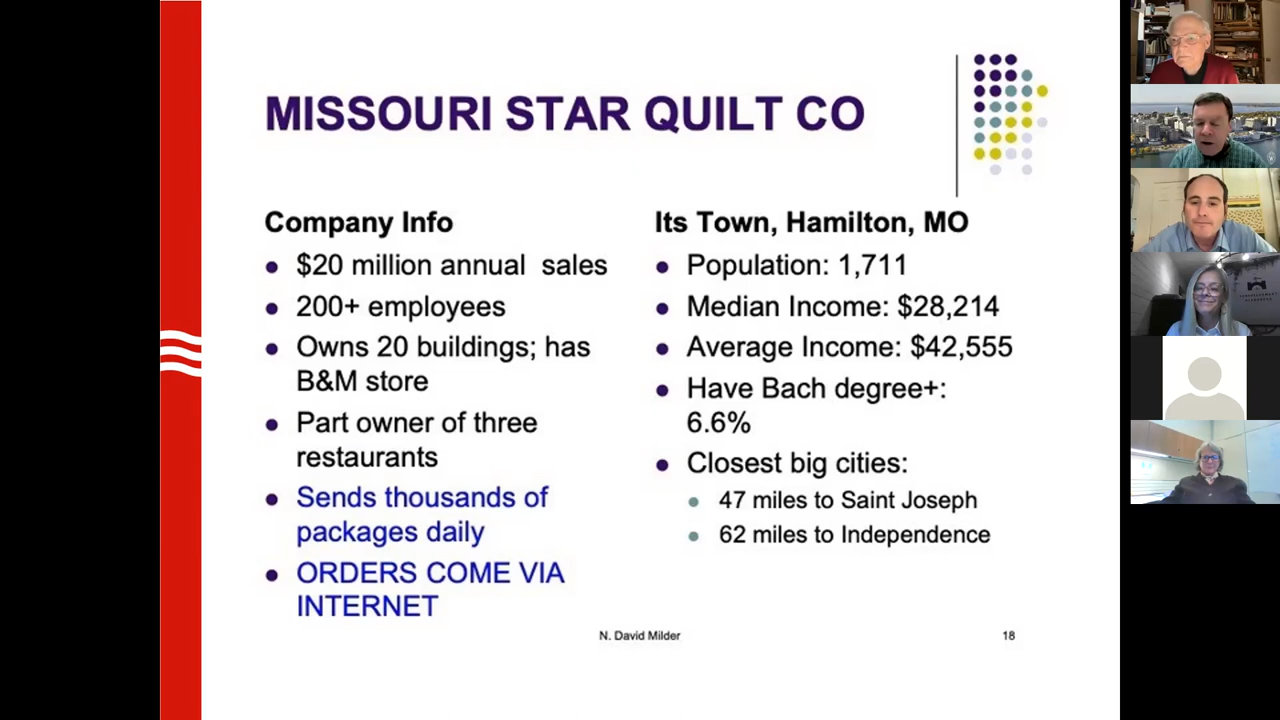 MISSOURI STAR QUILT CO
Company Info
$20 million annual sales
200+ employees
Owns 20 buildings; has
B&M store
Part owner of three
restaurants
Sends thousands of
packages daily
ORDERS COME VIA
INTERNET
Its Town, Hamilton, MO
Population: 1,711
Median Income: $28,214
Average Income: $42,555
Have Bach degree+:
6.6%
Closest big cities:
47 miles to Saint Joseph
62 miles to Independence
N. David Milder
18